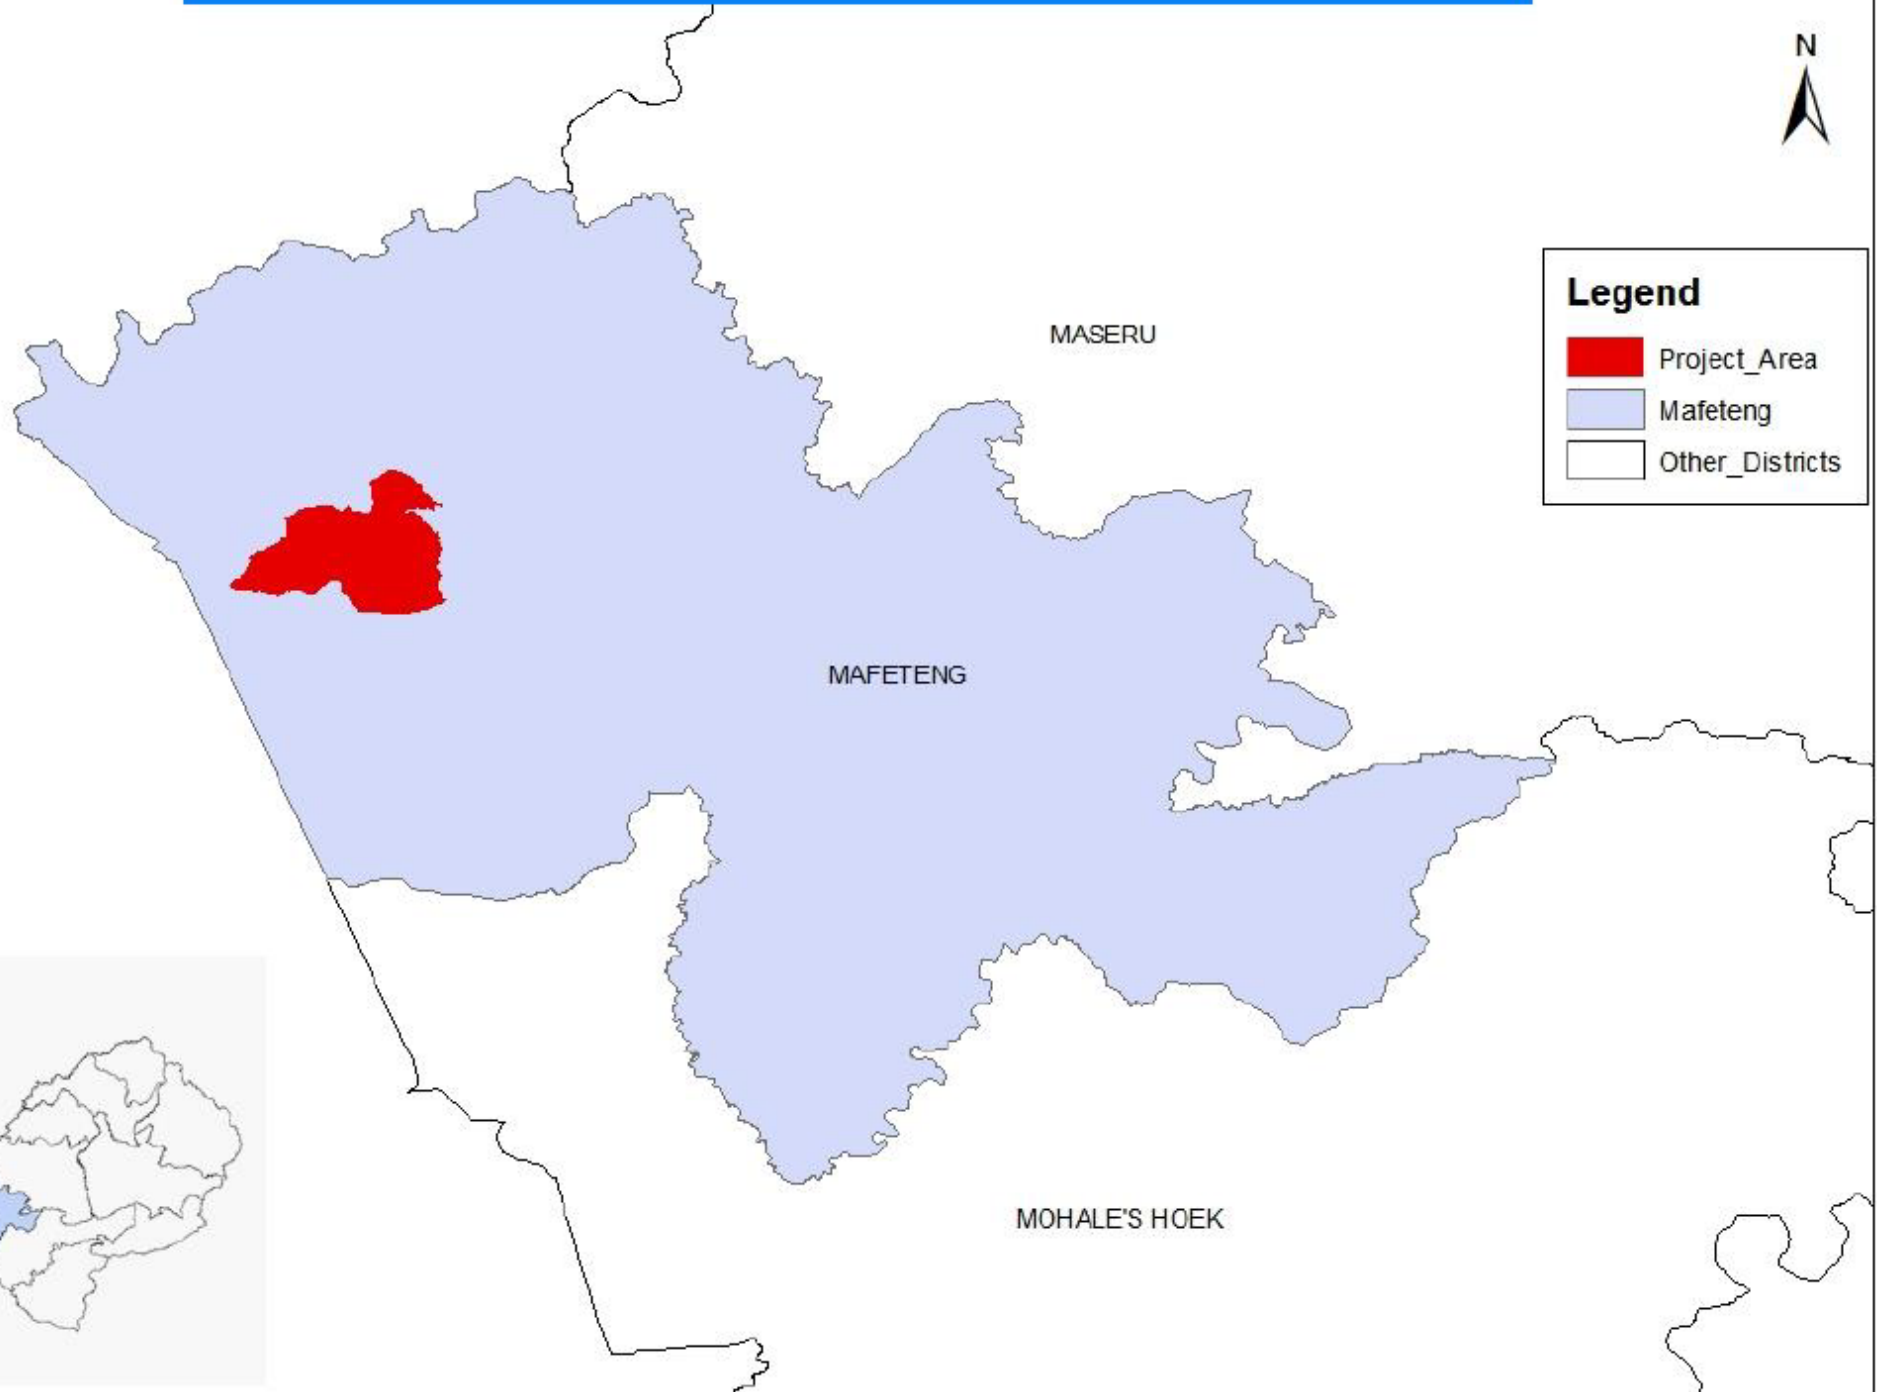 N
MASERU
Legend
Project_Area
Mafeteng
Other_Districts
MAFETENG
MOHALE'S HOEK